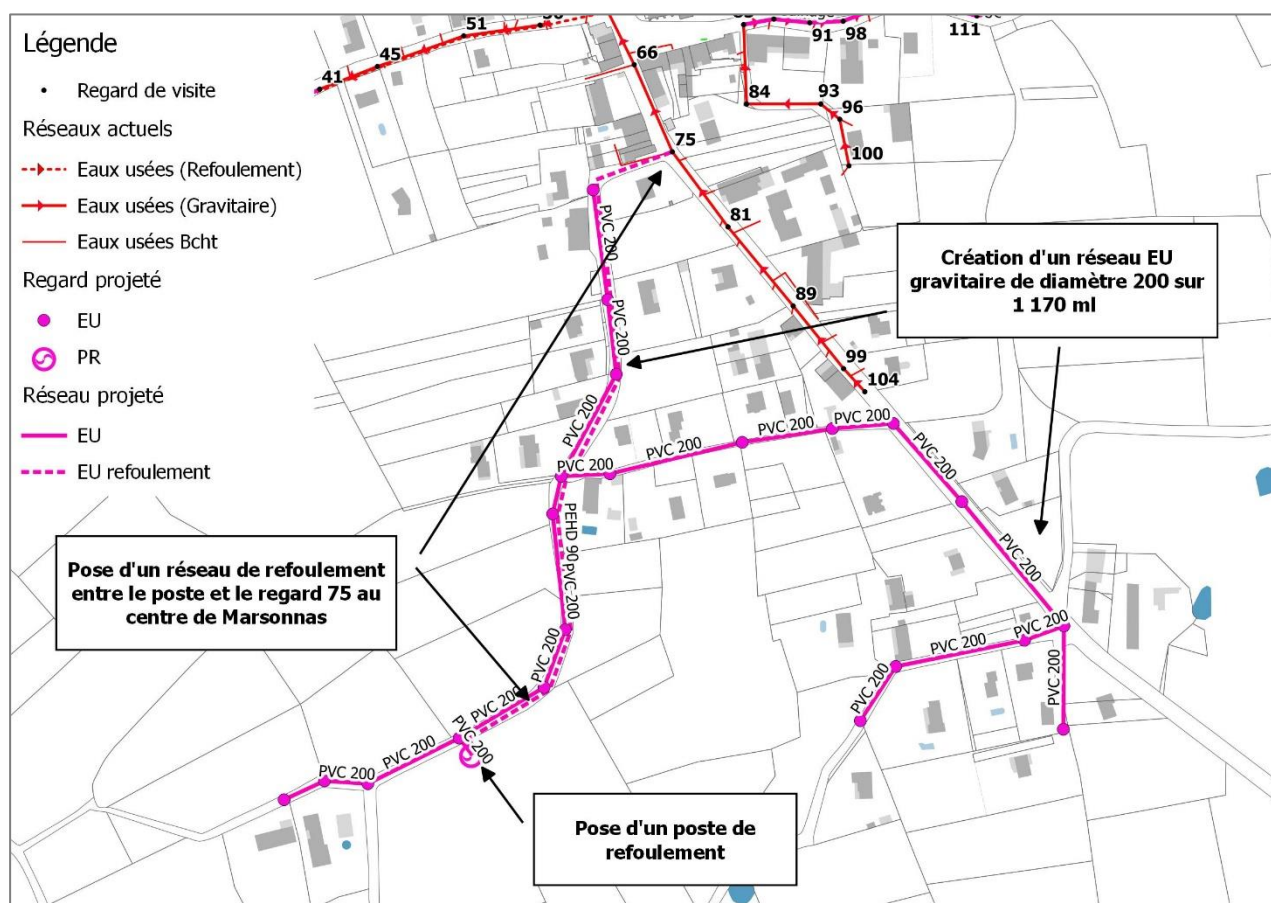 Légende
Regard de visite
Réseaux actuels
Eaux usées (Refoulement)
Eaux usées (Gravitaire)
Eaux usées Bcht
Regard projeté
EU
PR
Réseau projeté
EU
EU refoulement
41
45
51
66
75
81
84
91
98
93
96
100
111
89
99
104
Création d'un réseau EU
gravitaire de diamètre 200 sur
1 170 ml
Pose d'un réseau de refoulement
entre le poste et le regard 75 au
centre de Marsonnas
Pose d'un poste de
refoulement
PVC 200
PVC 200
PVC 200
PVC 200
PVC 200
PVC 200
PVC 200
PVC 200
PVC 200
PEHD 90
PVC 200
PVC 200
PVC 200
PVC 200
PVC 200
PVC 200
PVC 200
PVC 200
PVC 200
PVC 200